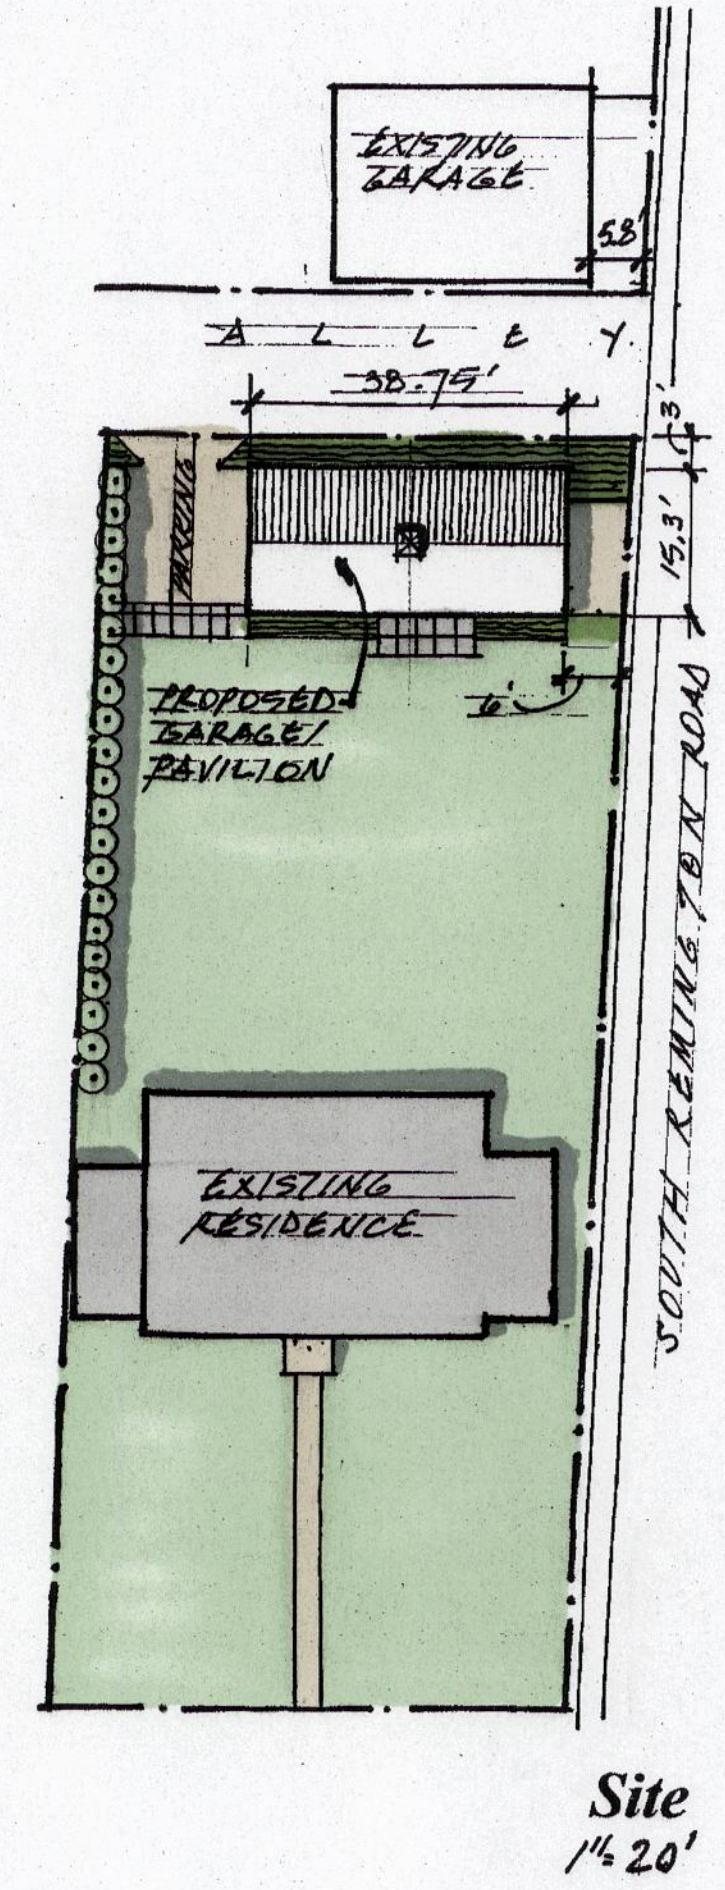 EXISTING
GARAGE
5.8'
A L L E Y.
38.75'
3'
PARKING
15.3'
PROPOSED
GARAGE/
PAVILION
6'
SOUTH REMINGTON ROAD
EXISTING
RESIDENCE
Site
1"=20'